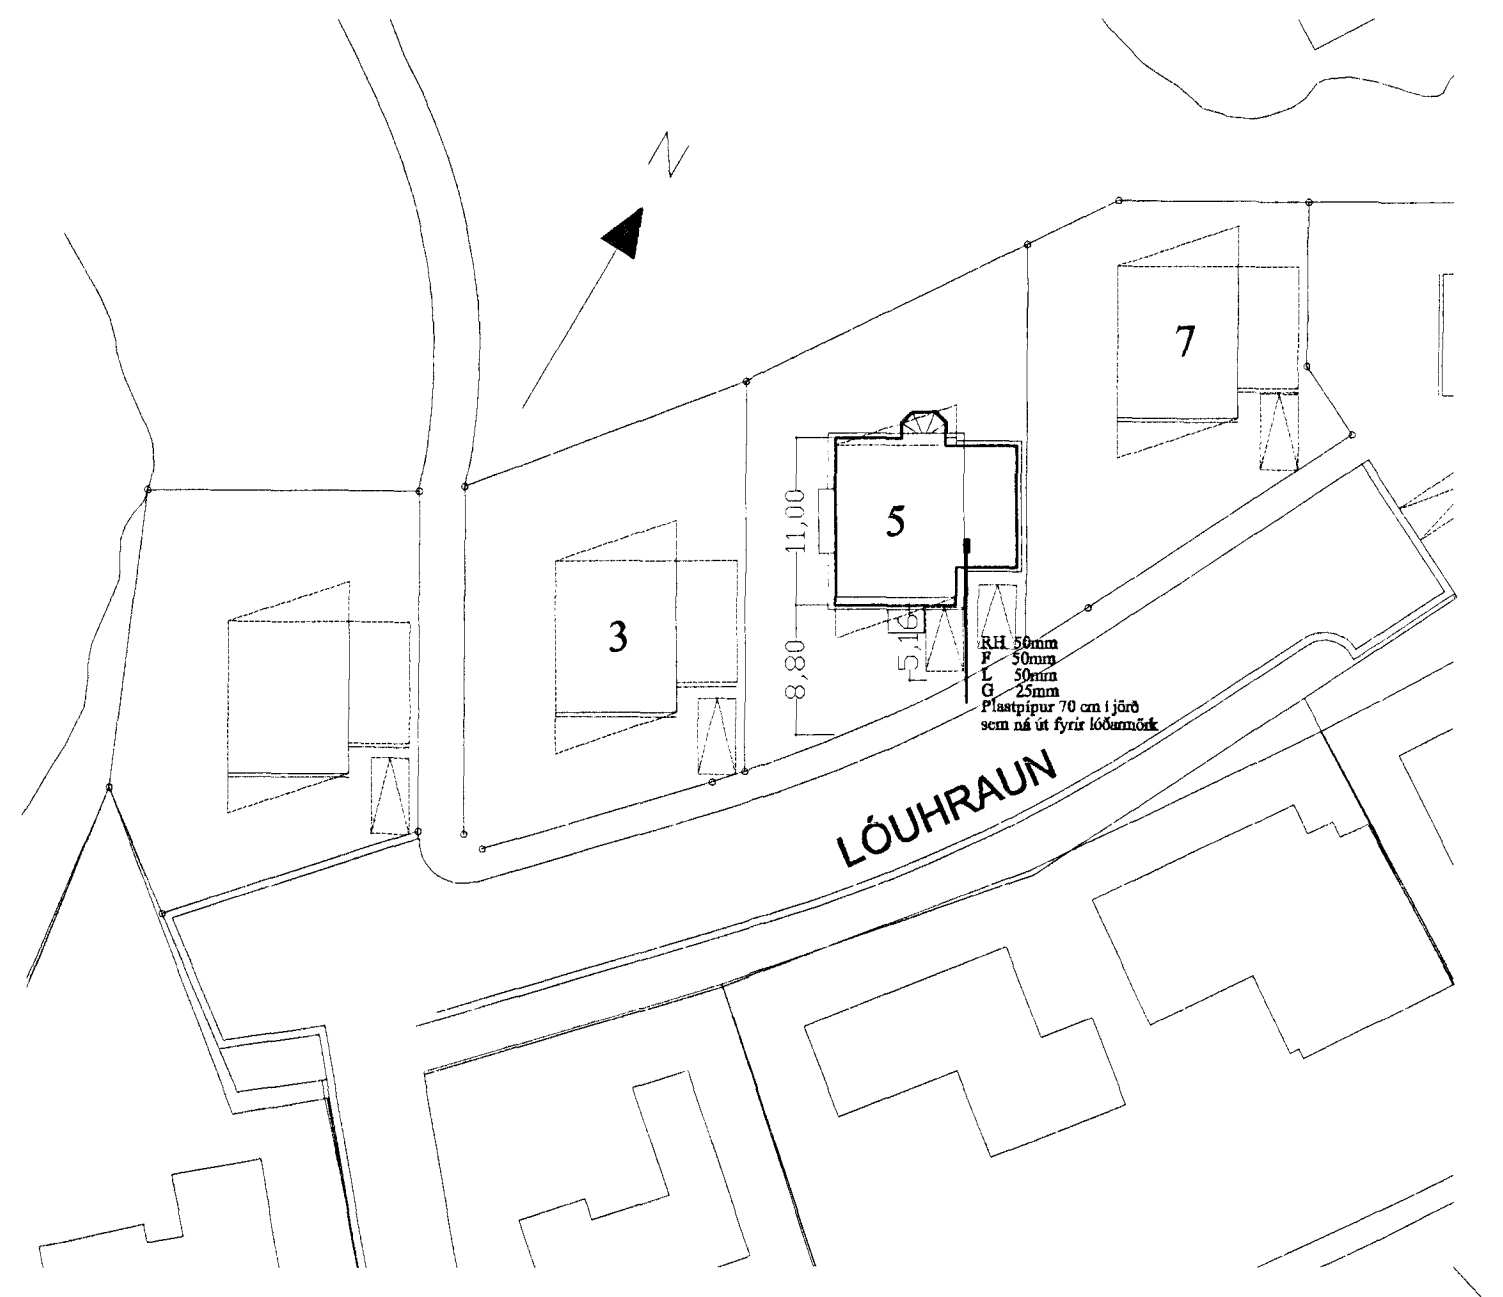 N
7
5
11,00
3
5,16
8,80
RH 50mm
F 50mm
L 50mm
G 25mm
Plastpípur 70 cm í jörð
sem ná út fyrir lóðarmörk
LÓUHRAUN